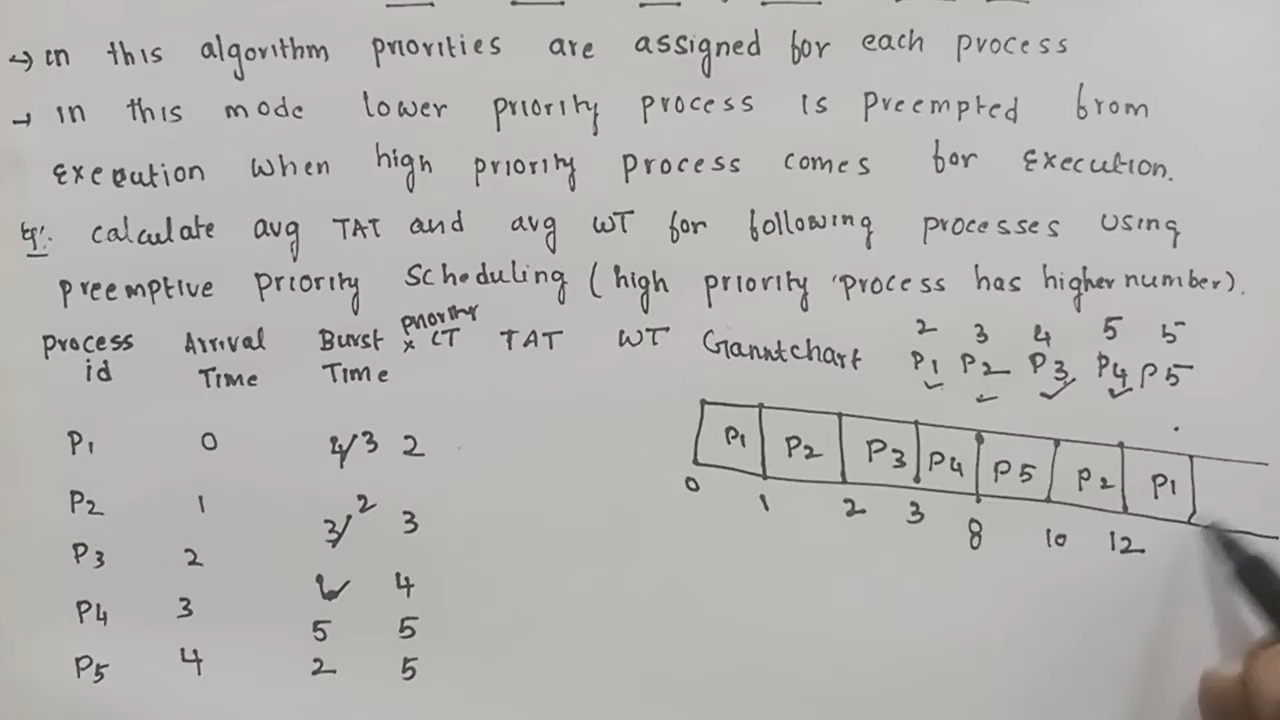 → in this algorithm priorities are assigned for each process
→ in this mode lower priority process is preempted from
execution when high priority process comes for execution.
Eg:. calculate avg TAT and avg WT for following processes using
preemptive priority scheduling (high priority process has higher number).
process id Arrival Time Burst Time priority CT TAT WT Ganntchart
2 3 4 5 5
P1 P2 P3 P4 P5
P1 0 4 3 2
P2 1 3 2 3
P3 2 4
P4 3 5 5
P5 4 2 5
P1 P2 P3 P4 P5 P2 P1
0 1 2 3 8 10 12